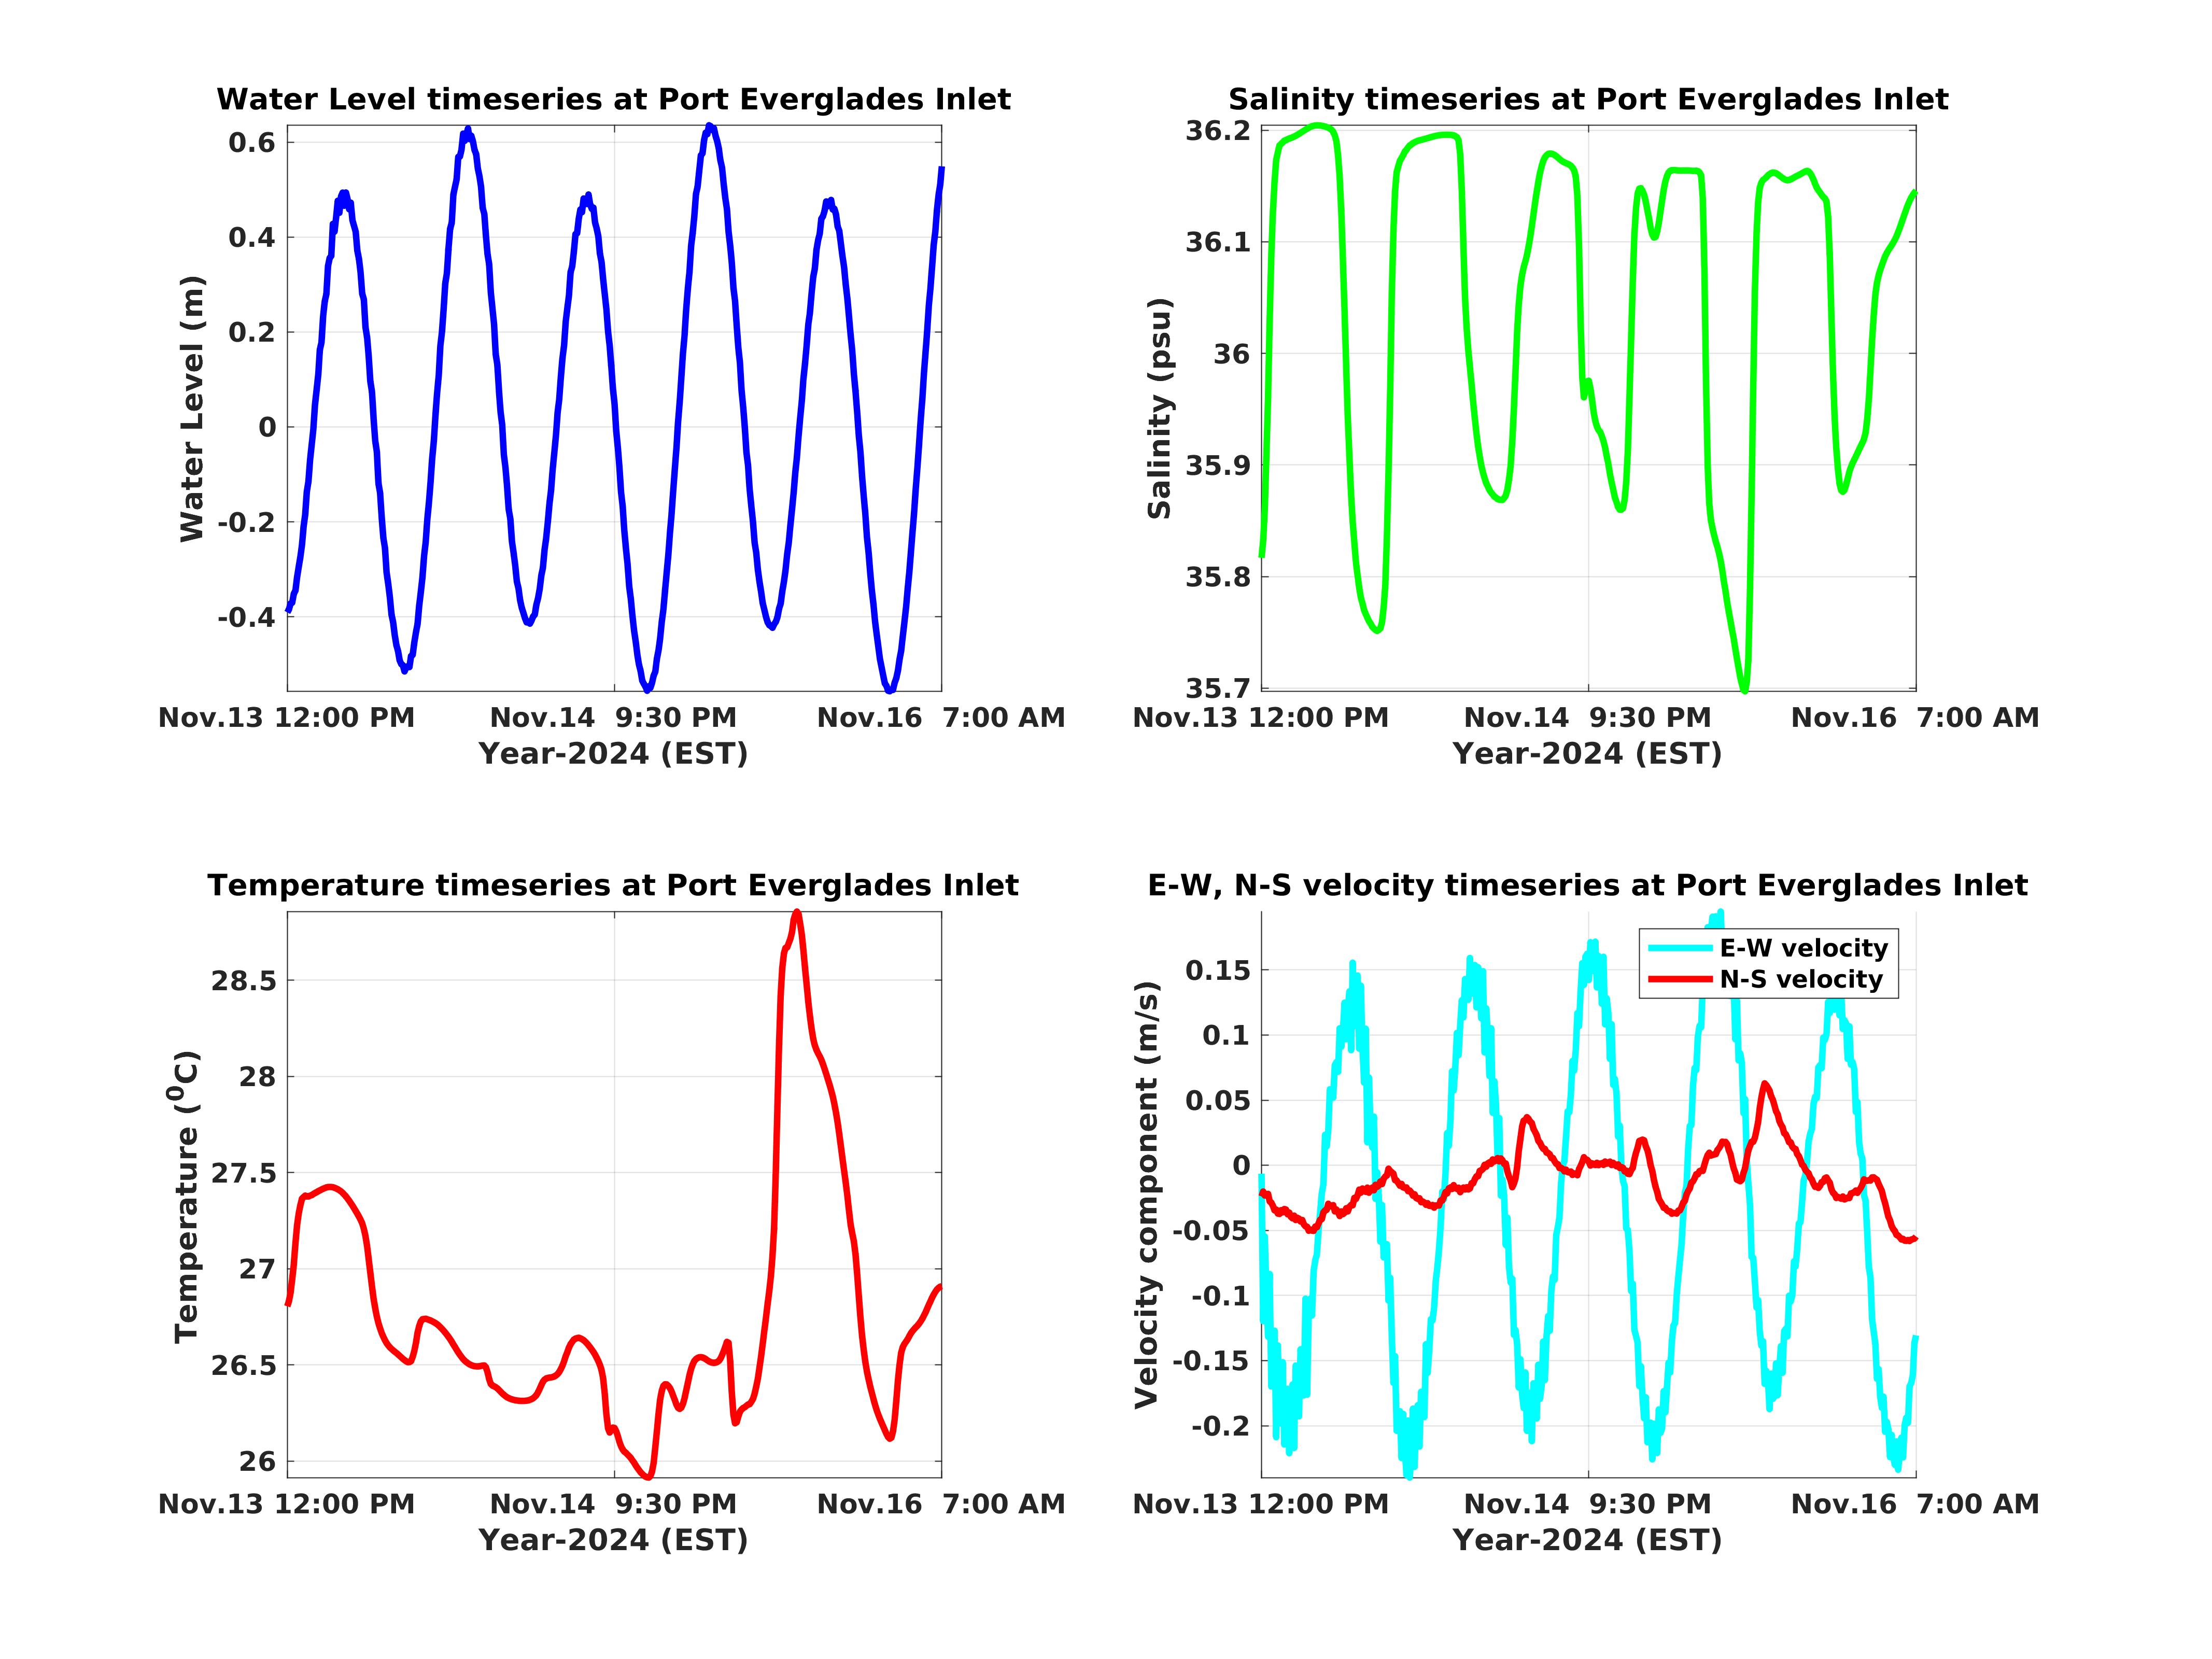 Water Level timeseries at Port Everglades Inlet
Water Level (m)
0.6
0.4
0.2
0
-0.2
-0.4
Nov.13 12:00 PM
Nov.14 9:30 PM
Nov.16 7:00 AM
Year-2024 (EST)
Salinity timeseries at Port Everglades Inlet
Salinity (psu)
36.2
36.1
36
35.9
35.8
35.7
Nov.13 12:00 PM
Nov.14 9:30 PM
Nov.16 7:00 AM
Year-2024 (EST)
Temperature timeseries at Port Everglades Inlet
Temperature (⁰C)
28.5
28
27.5
27
26.5
26
Nov.13 12:00 PM
Nov.14 9:30 PM
Nov.16 7:00 AM
Year-2024 (EST)
E-W, N-S velocity timeseries at Port Everglades Inlet
Velocity component (m/s)
0.15
0.1
0.05
0
-0.05
-0.1
-0.15
-0.2
E-W velocity
N-S velocity
Nov.13 12:00 PM
Nov.14 9:30 PM
Nov.16 7:00 AM
Year-2024 (EST)